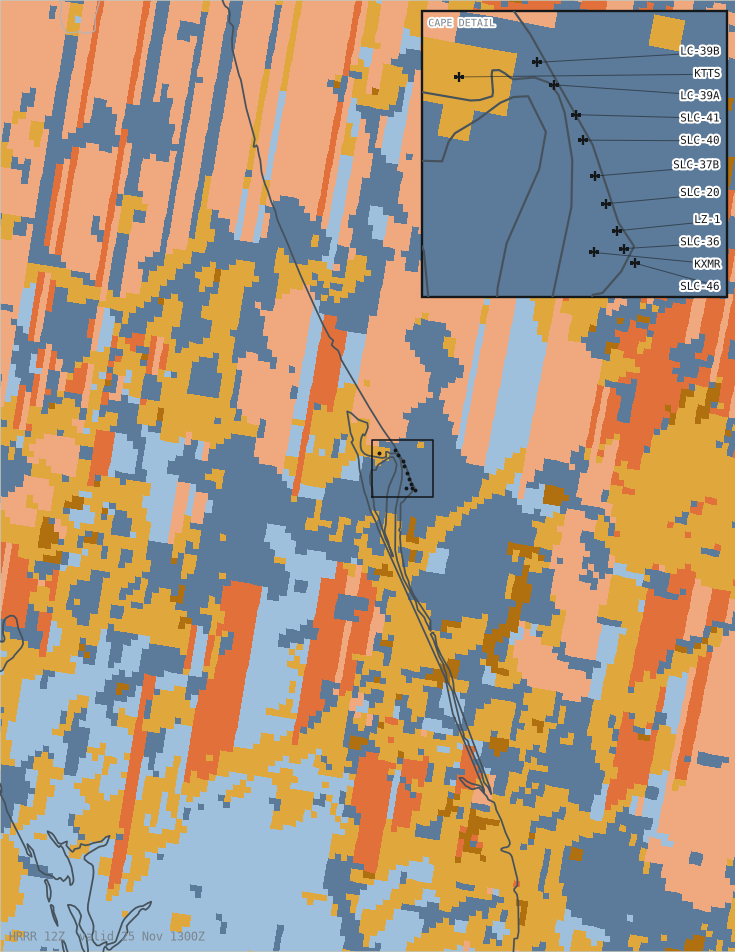 CAPE DETAIL
LC-39B
KTTS
LC-39A
SLC-41
SLC-40
SLC-37B
SLC-20
LZ-1
SLC-36
KXMR
SLC-46
HRRR 12Z  valid 25 Nov 1300Z